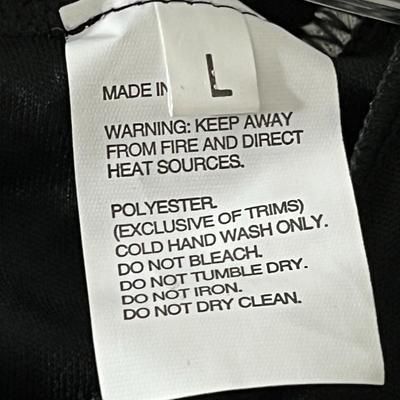 L
MADE IN
WARNING: KEEP AWAY
FROM FIRE AND DIRECT
HEAT SOURCES.
POLYESTER.
(EXCLUSIVE OF TRIMS)
COLD HAND WASH ONLY.
DO NOT BLEACH.
DO NOT TUMBLE DRY.
DO NOT IRON.
DO NOT DRY CLEAN.